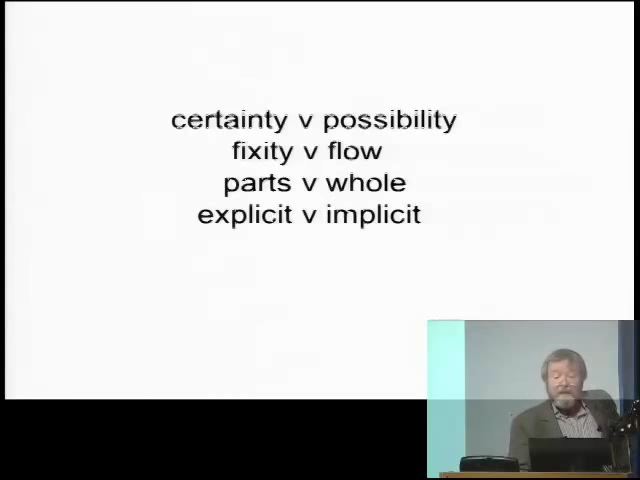 certainty v possibility
fixity v flow
parts v whole
explicit v implicit